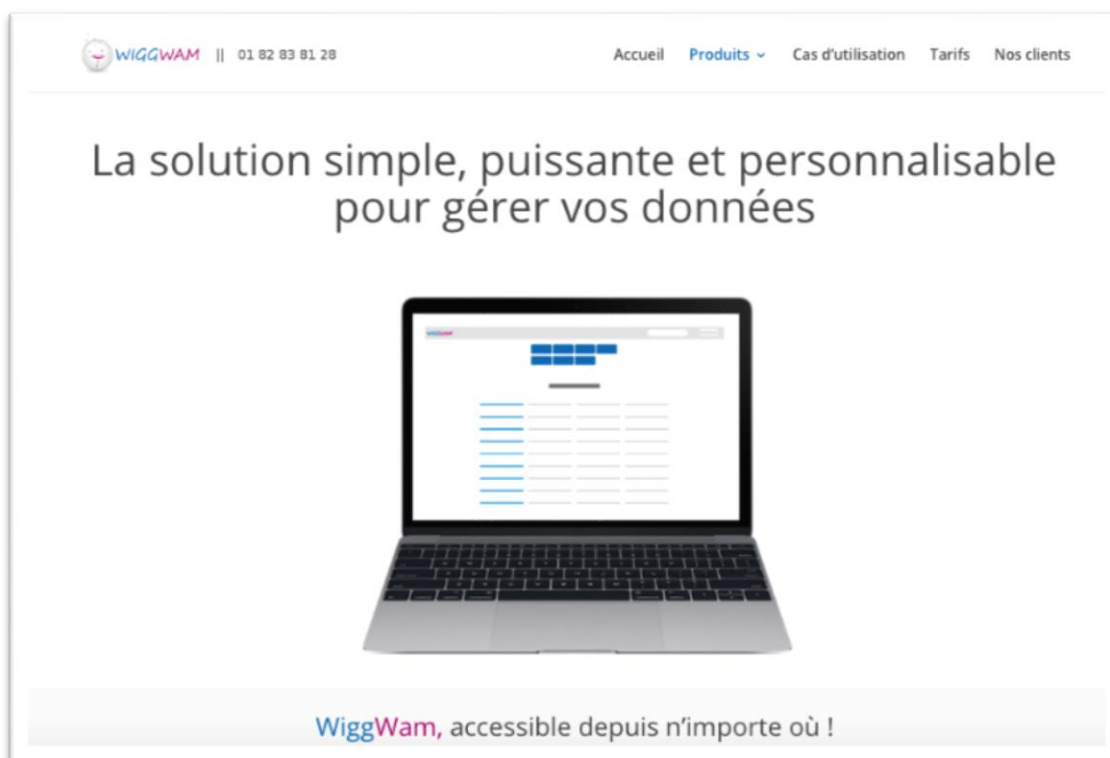 WIGGWAM || 01 82 83 81 28
Accueil Produits Cas d'utilisation Tarifs Nos clients
La solution simple, puissante et personnalisable
pour gérer vos données
WIGGWAM
WiggWam, accessible depuis n'importe où !